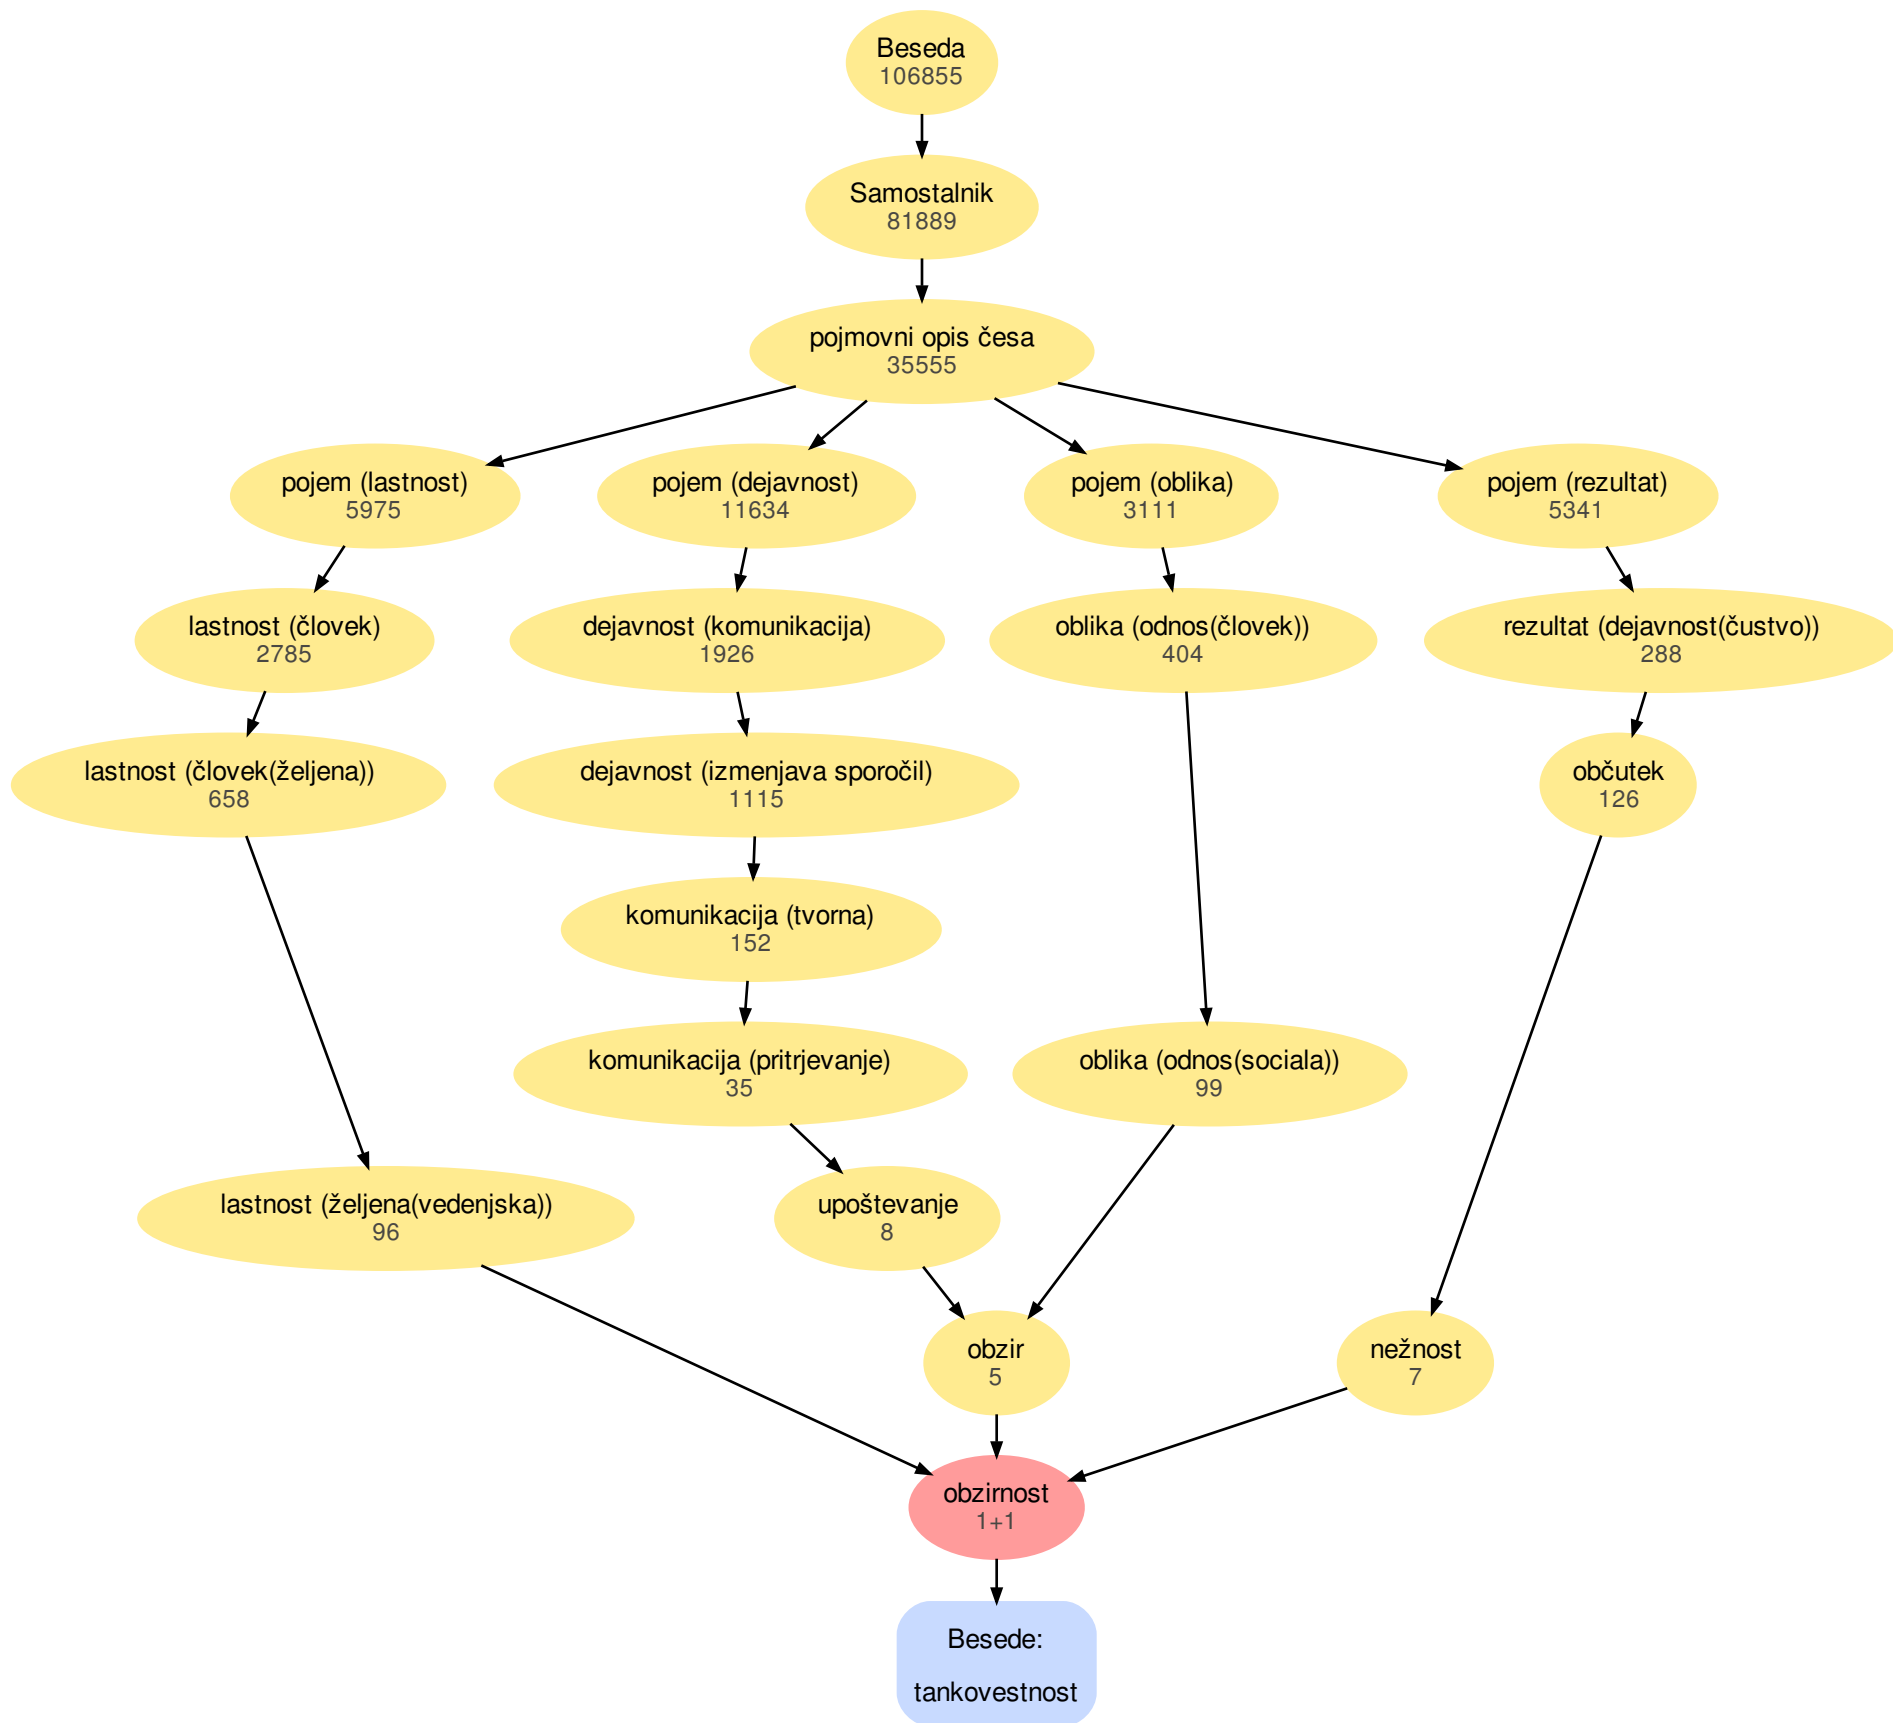 Beseda
106855
Samostalnik
81889
pojmovni opis česa
35555
pojem (lastnost)
5975
pojem (dejavnost)
11634
pojem (oblika)
3111
pojem (rezultat)
5341
lastnost (človek)
2785
dejavnost (komunikacija)
1926
oblika (odnos(človek))
404
rezultat (dejavnost(čustvo))
288
lastnost (človek(željena))
658
dejavnost (izmenjava sporočil)
1115
občutek
126
komunikacija (tvorna)
152
komunikacija (pritrjevanje)
35
oblika (odnos(sociala))
99
lastnost (željena(vedenjska))
96
upoštevanje
8
obzir
5
nežnost
7
obzirnost
1+1
Besede:
tankovestnost